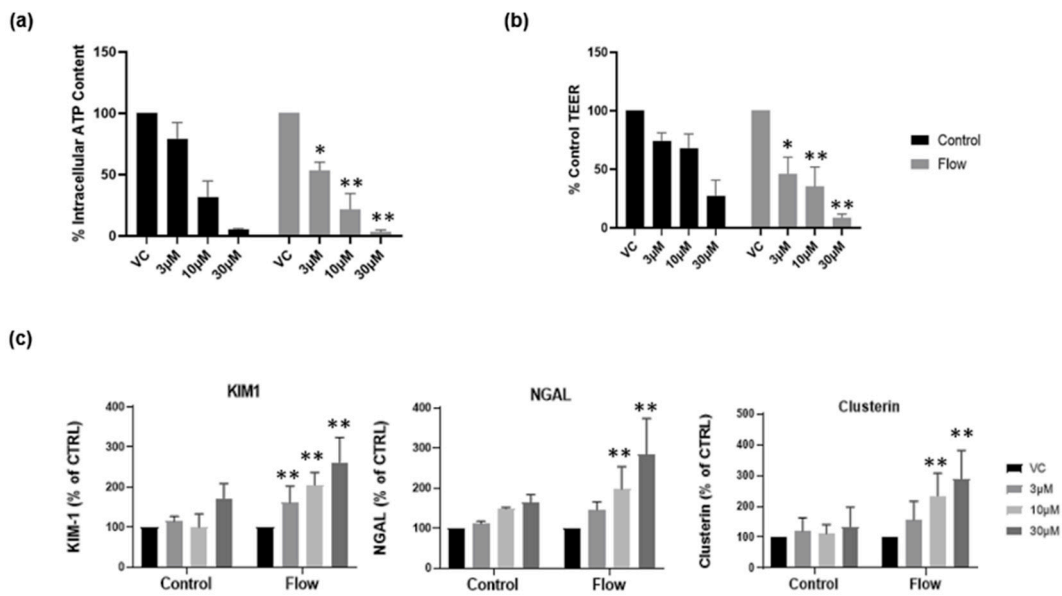 (a)
(b)
% Intracellular ATP Content
150
100
50
0
VC 3µM 10µM 30µM VC 3µM 10µM 30µM
* ** **
% Control TEER
150
100
50
0
VC 3µM 10µM 30µM VC 3µM 10µM 30µM
* ** **
Control
Flow
(c)
KIM1
KIM-1 (% of CTRL)
400
300
200
100
0
** ** **
Control Flow
NGAL
NGAL (% of CTRL)
400
300
200
100
0
** **
Control Flow
Clusterin
Clusterin (% of CTRL)
500
400
300
200
100
0
** **
Control Flow
VC
3µM
10µM
30µM